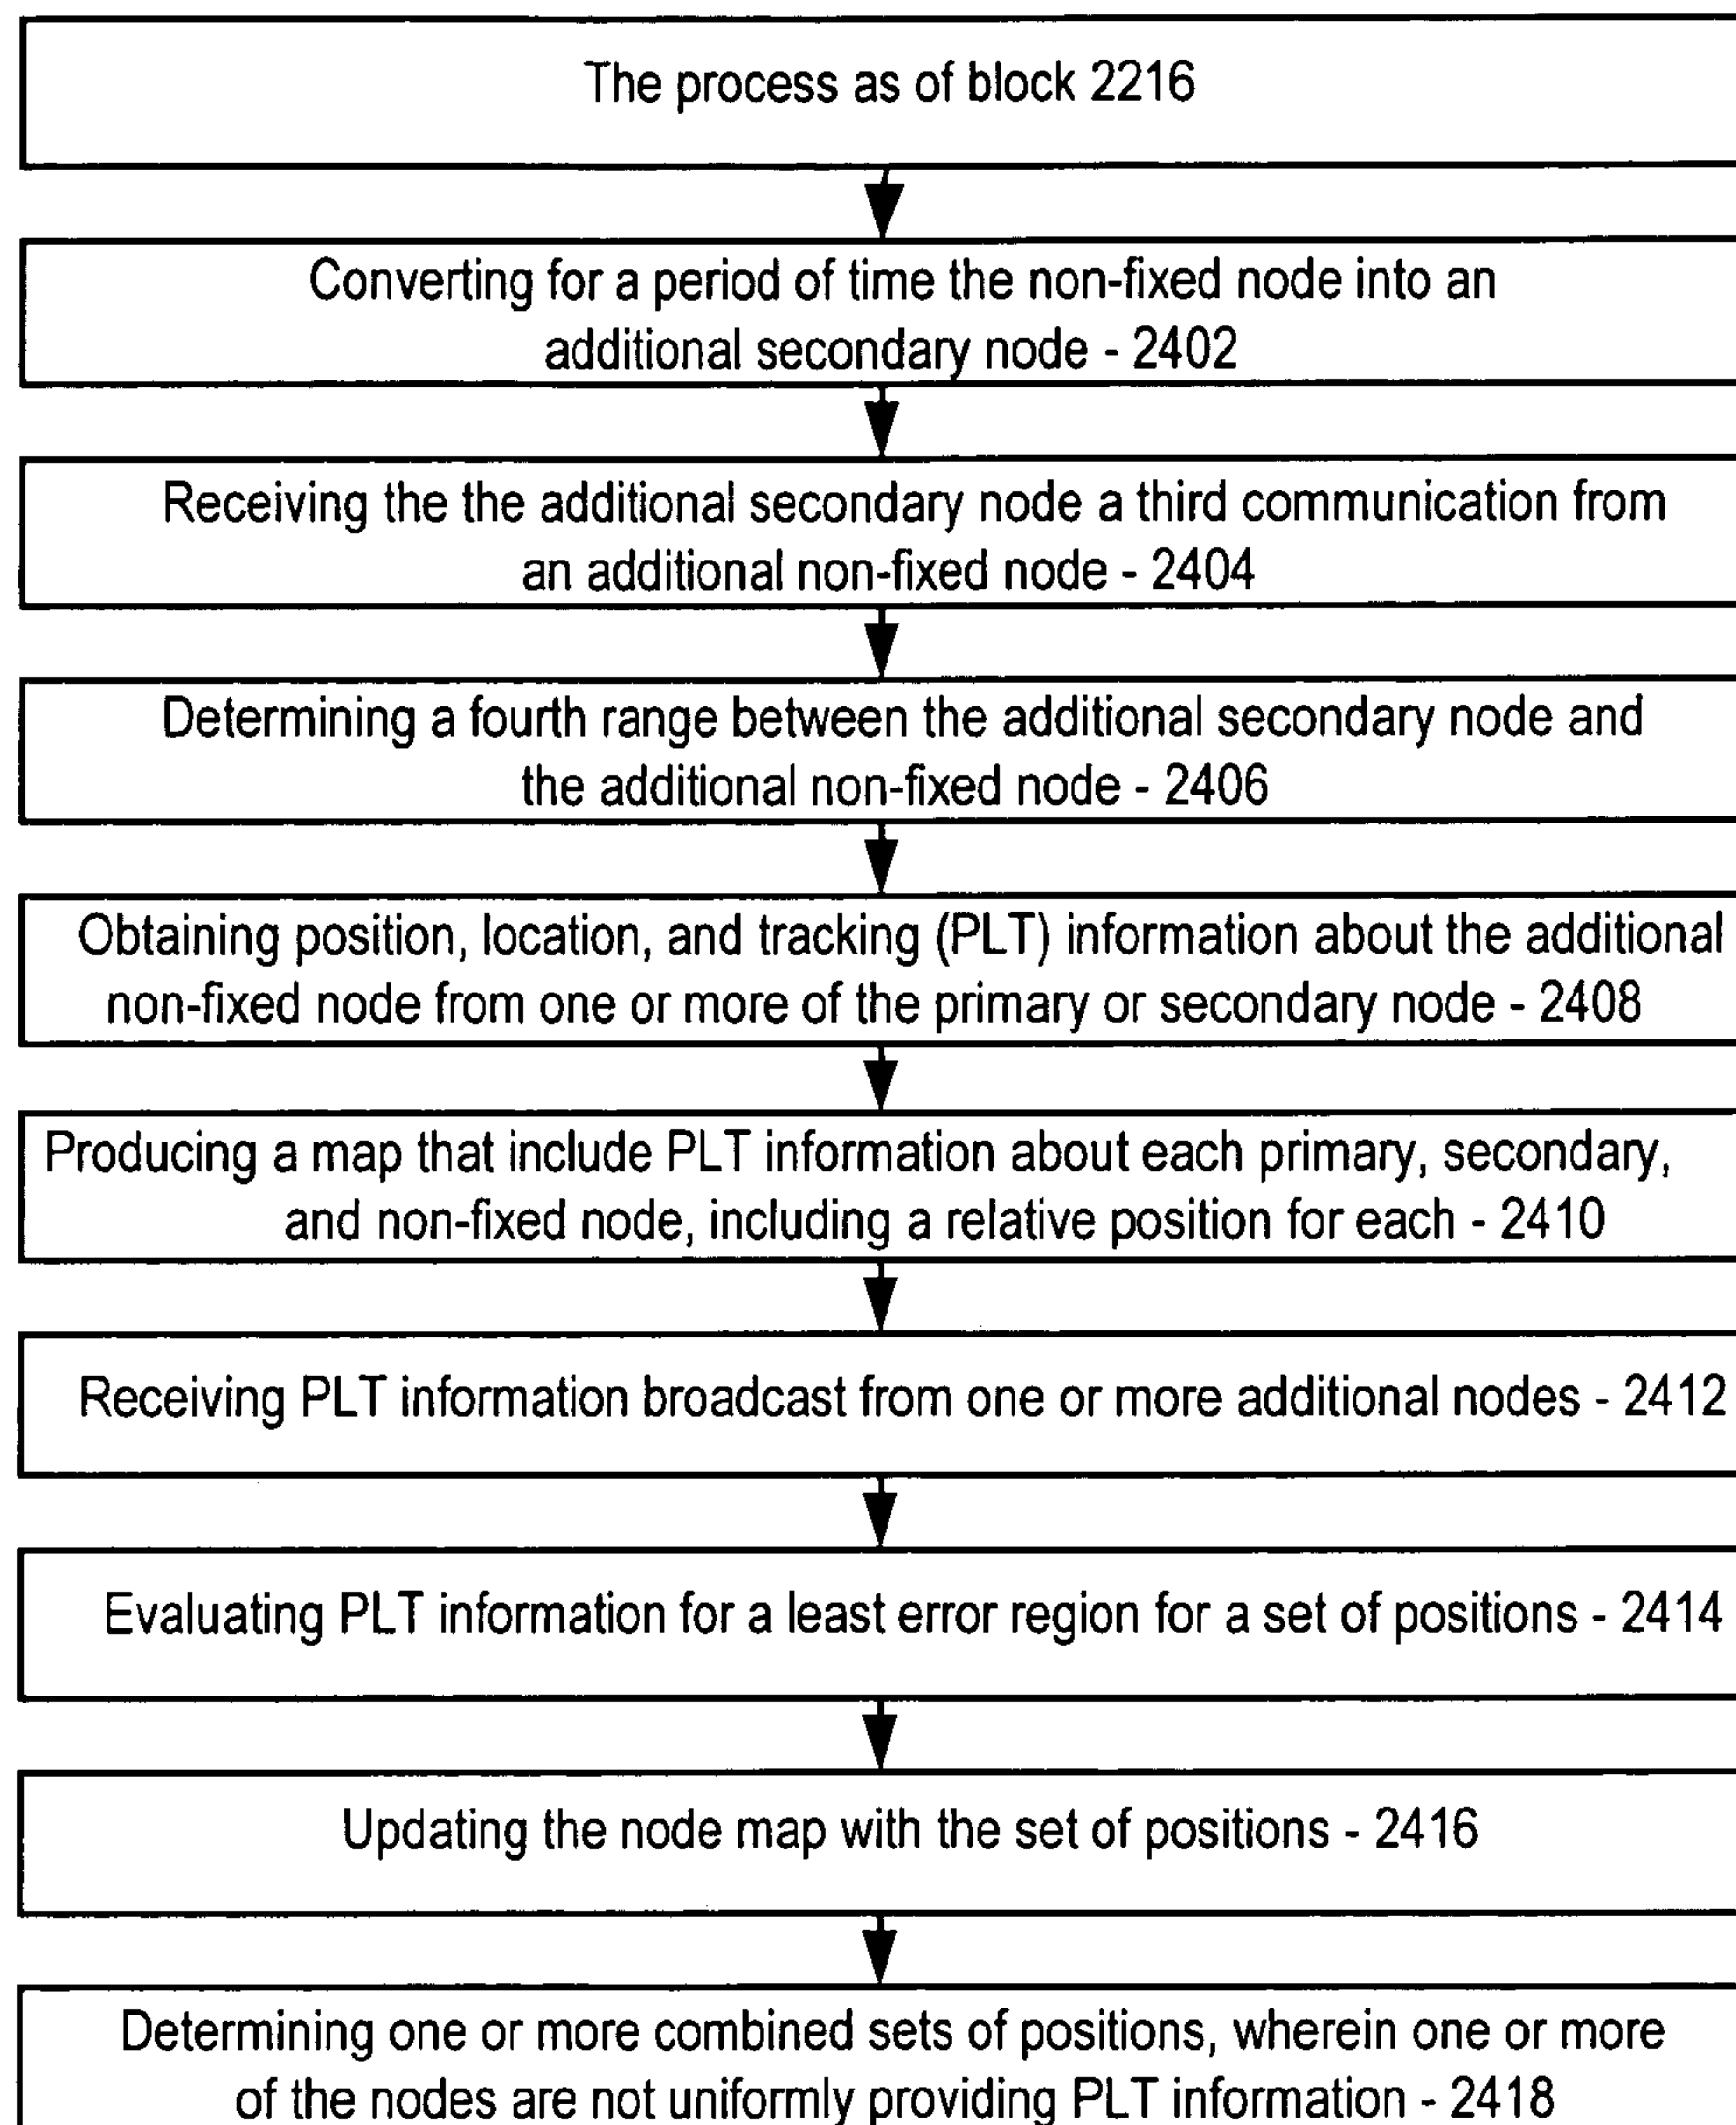 The process as of block 2216
Converting for a period of time the non-fixed node into an
additional secondary node - 2402
Receiving the the additional secondary node a third communication from
an additional non-fixed node - 2404
Determining a fourth range between the additional secondary node and
the additional non-fixed node - 2406
Obtaining position, location, and tracking (PLT) information about the additional
non-fixed node from one or more of the primary or secondary node - 2408
Producing a map that include PLT information about each primary, secondary,
and non-fixed node, including a relative position for each - 2410
Receiving PLT information broadcast from one or more additional nodes - 2412
Evaluating PLT information for a least error region for a set of positions - 2414
Updating the node map with the set of positions - 2416
Determining one or more combined sets of positions, wherein one or more
of the nodes are not uniformly providing PLT information - 2418